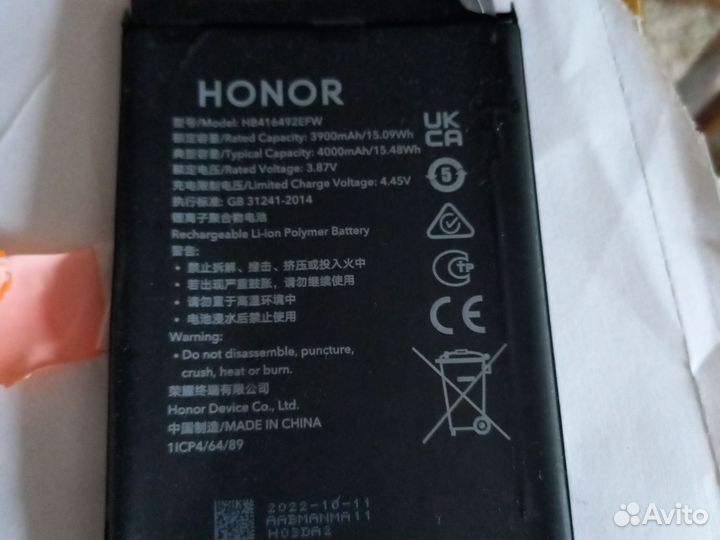 HONOR
型号/Model: HB416492EFW
额定容量/Rated Capacity: 3900mAh/15.09Wh
典型容量/Typical Capacity: 4000mAh/15.48Wh
额定电压/Rated Voltage: 3.87V
充电限制电压/Limited Charge Voltage: 4.45V
执行标准: GB 31241-2014
锂离子聚合物电池
Rechargeable Li-ion Polymer Battery
警告:
• 禁止拆解、撞击、挤压或投入火中
• 若出现严重鼓胀，请勿继续使用
• 请勿置于高温环境中
• 电池浸水后禁止使用
Warning:
• Do not disassemble, puncture,
crush, heat or burn.
荣耀终端有限公司
Honor Device Co., Ltd.
中国制造/MADE IN CHINA
1ICP4/64/89
UK
CA
5
CTP
CE
2022-10-11
AABMANMA11
H03DA2
Avito